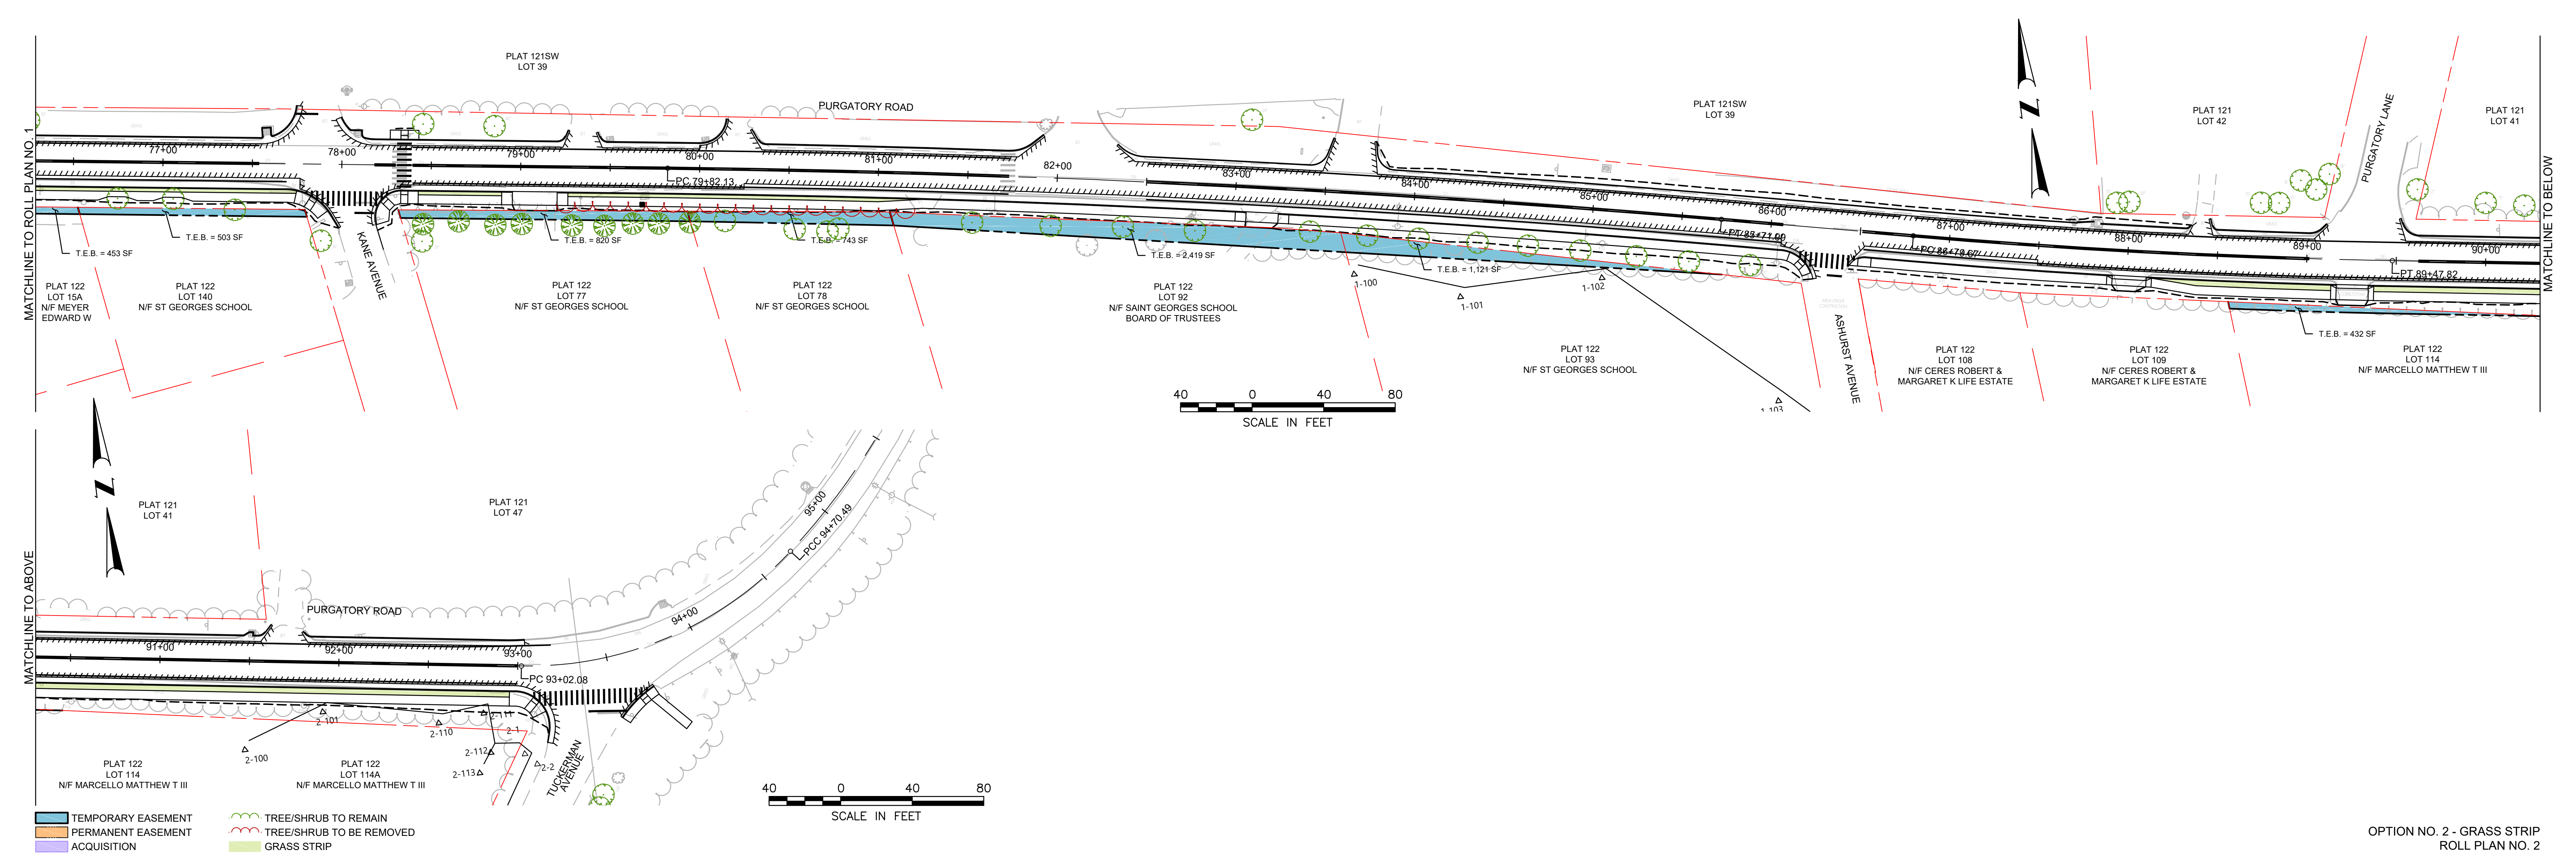 PLAT 121SW
LOT 39
PURGATORY ROAD
PLAT 121SW
LOT 39
PLAT 121
LOT 42
PURGATORY LANE
PLAT 121
LOT 41
MATCHLINE TO ROLL PLAN NO. 1
MATCHLINE TO BELOW
77+00
78+00
79+00
80+00
81+00
82+00
83+00
84+00
85+00
86+00
87+00
88+00
89+00
90+00
PC 79+82.13
PT 89+47.82
T.E.B. = 453 SF
T.E.B. = 503 SF
T.E.B. = 820 SF
T.E.B. = 743 SF
T.E.B. = 2,419 SF
T.E.B. = 1,121 SF
T.E.B. = 432 SF
KANE AVENUE
ASHURST AVENUE
1-100
1-101
1-102
1-103
PLAT 122
LOT 15A
N/F MEYER
EDWARD W
PLAT 122
LOT 140
N/F ST GEORGES SCHOOL
PLAT 122
LOT 77
N/F ST GEORGES SCHOOL
PLAT 122
LOT 78
N/F ST GEORGES SCHOOL
PLAT 122
LOT 92
N/F SAINT GEORGES SCHOOL
BOARD OF TRUSTEES
PLAT 122
LOT 93
N/F ST GEORGES SCHOOL
PLAT 122
LOT 108
N/F CERES ROBERT &
MARGARET K LIFE ESTATE
PLAT 122
LOT 109
N/F CERES ROBERT &
MARGARET K LIFE ESTATE
PLAT 122
LOT 114
N/F MARCELLO MATTHEW T III
40 0 40 80
SCALE IN FEET
N
N
MATCHLINE TO ABOVE
PLAT 121
LOT 41
PLAT 121
LOT 47
PURGATORY ROAD
91+00
92+00
93+00
94+00
95+00
PC 93+02.08
PCC 94+70.49
2-100
2-101
2-110
2-111
2-112
2-113
2-1
2-2
TUCKERMAN
AVENUE
PLAT 122
LOT 114
N/F MARCELLO MATTHEW T III
PLAT 122
LOT 114A
N/F MARCELLO MATTHEW T III
40 0 40 80
SCALE IN FEET
TEMPORARY EASEMENT
PERMANENT EASEMENT
ACQUISITION
TREE/SHRUB TO REMAIN
TREE/SHRUB TO BE REMOVED
GRASS STRIP
OPTION NO. 2 - GRASS STRIP
ROLL PLAN NO. 2